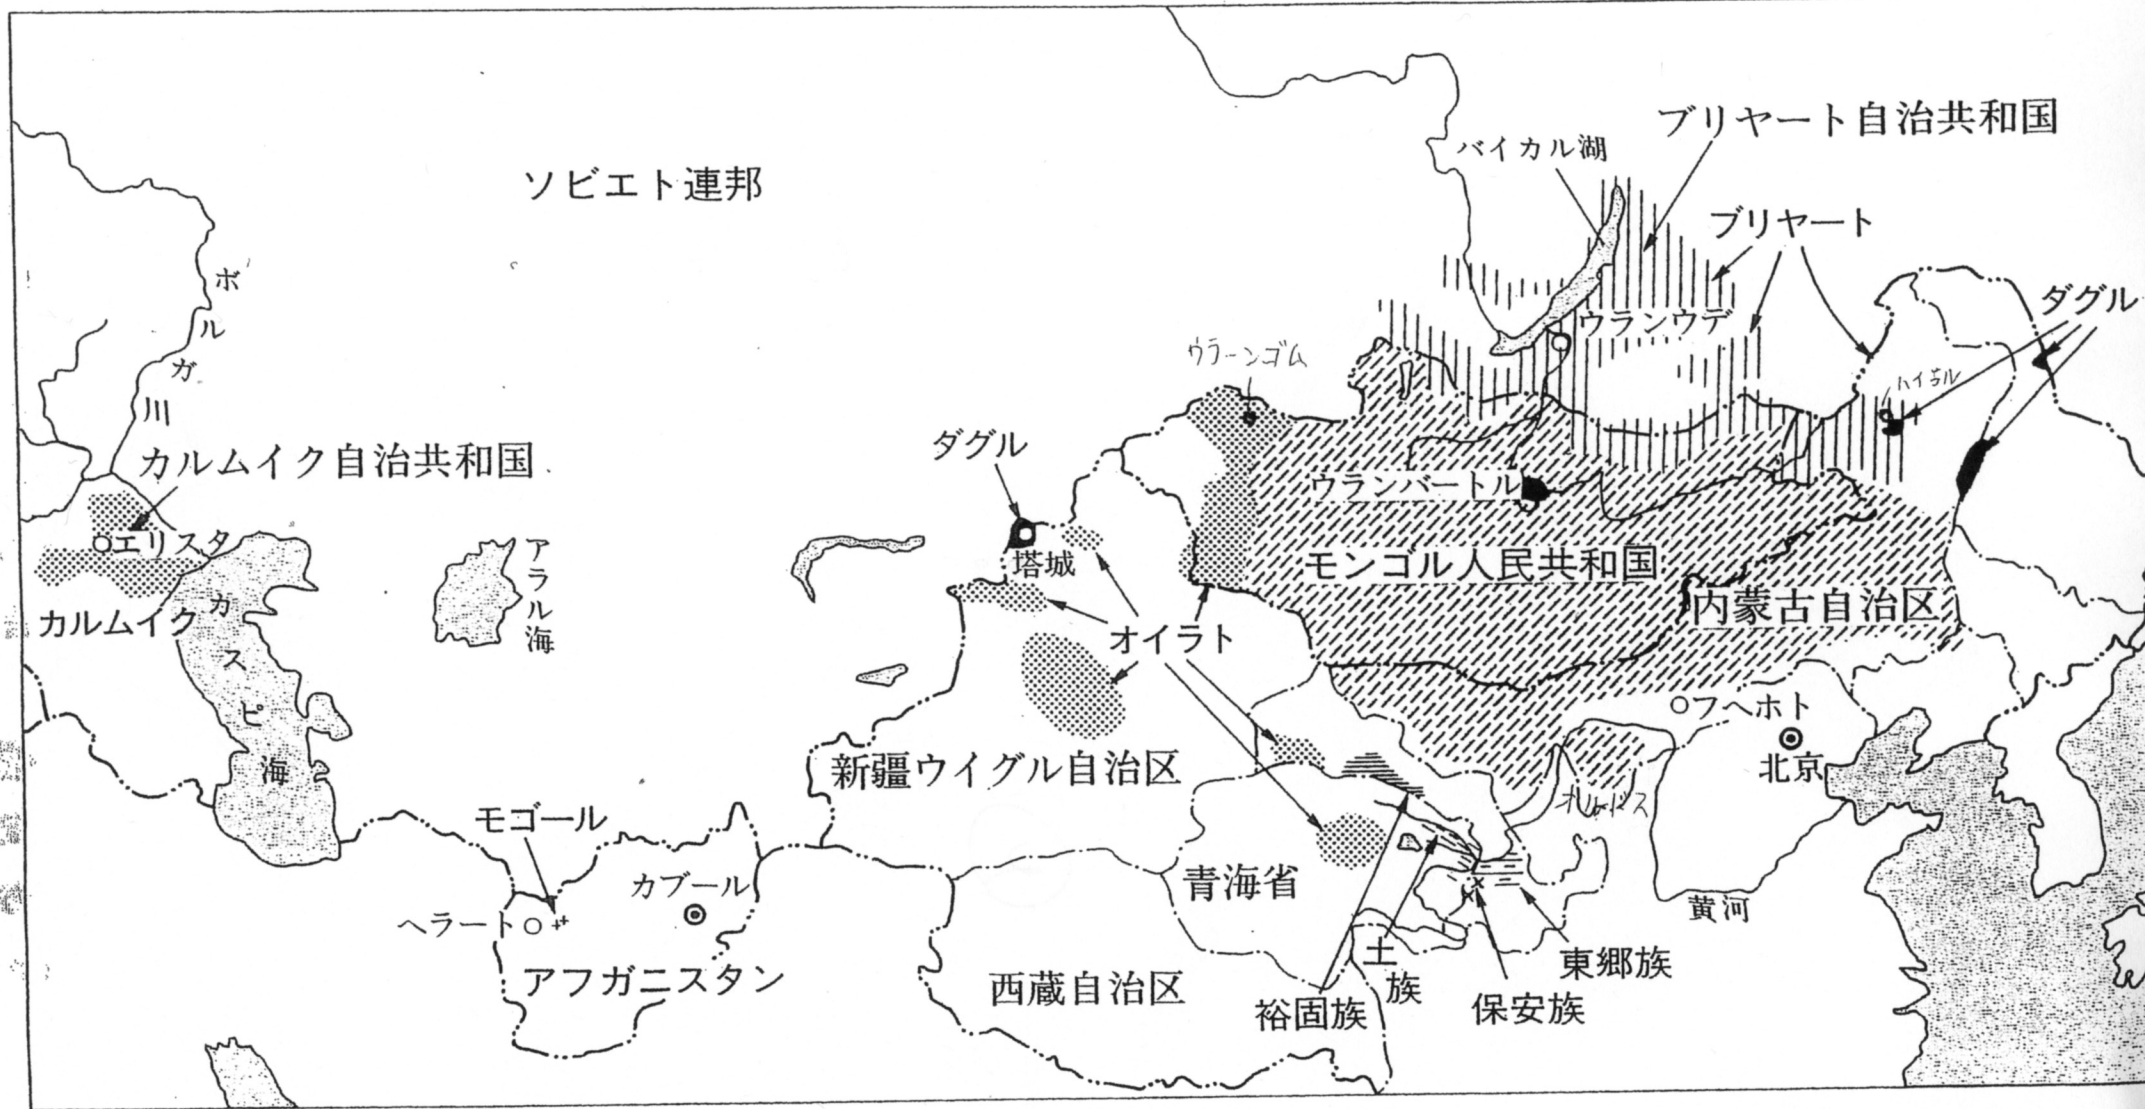 ソビエト連邦
ブリヤート自治共和国
バイカル湖
ブリヤート
ダグル
ボルガ川
ウランウデ
ウラーンゴム
ハイラル
カルムイク自治共和国
ダグル
ウランバートル
エリスタ
アラル海
塔城
モンゴル人民共和国
内蒙古自治区
カルムイク
カスピ海
オイラト
フヘホト
北京
新疆ウイグル自治区
オルドス
モゴール
カブール
青海省
ヘラート
黄河
アフガニスタン
西蔵自治区
土族
東郷族
裕固族
保安族